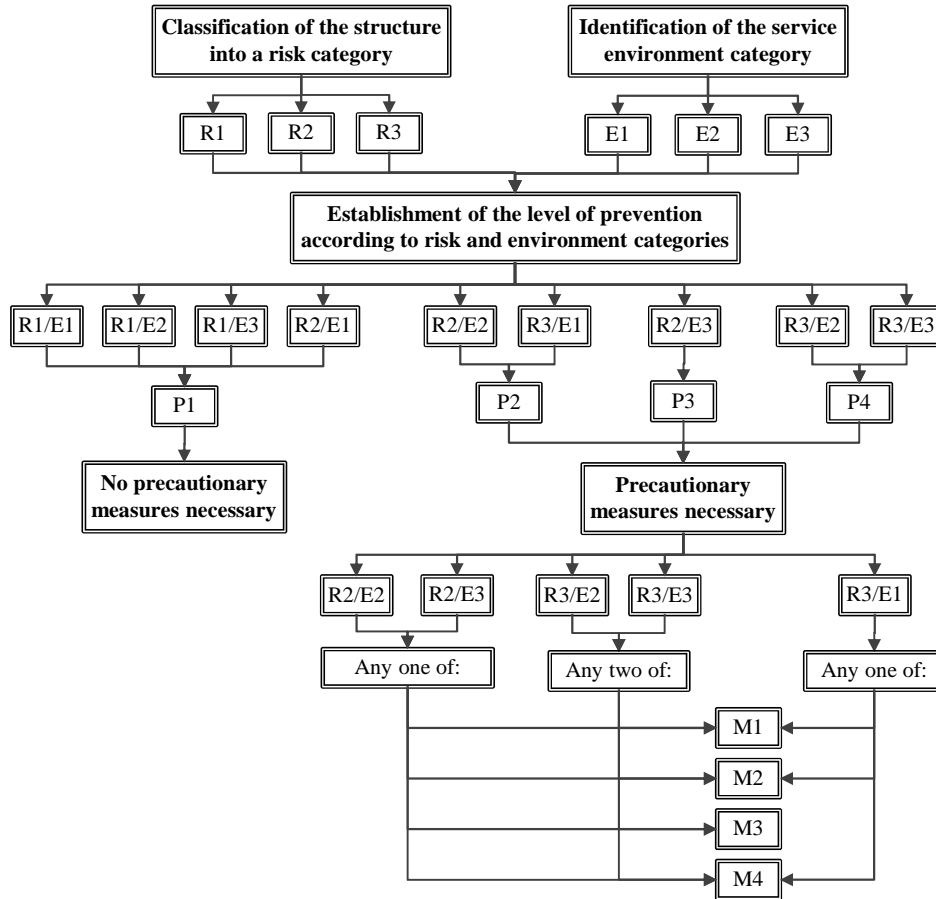 Classification of the structure
into a risk category
Identification of the service
environment category
R1
R2
R3
E1
E2
E3
Establishment of the level of prevention
according to risk and environment categories
R1/E1
R1/E2
R1/E3
R2/E1
R2/E2
R3/E1
R2/E3
R3/E2
R3/E3
P1
P2
P3
P4
No precautionary
measures necessary
Precautionary
measures necessary
R2/E2
R2/E3
R3/E2
R3/E3
R3/E1
Any one of:
Any two of:
Any one of:
M1
M2
M3
M4